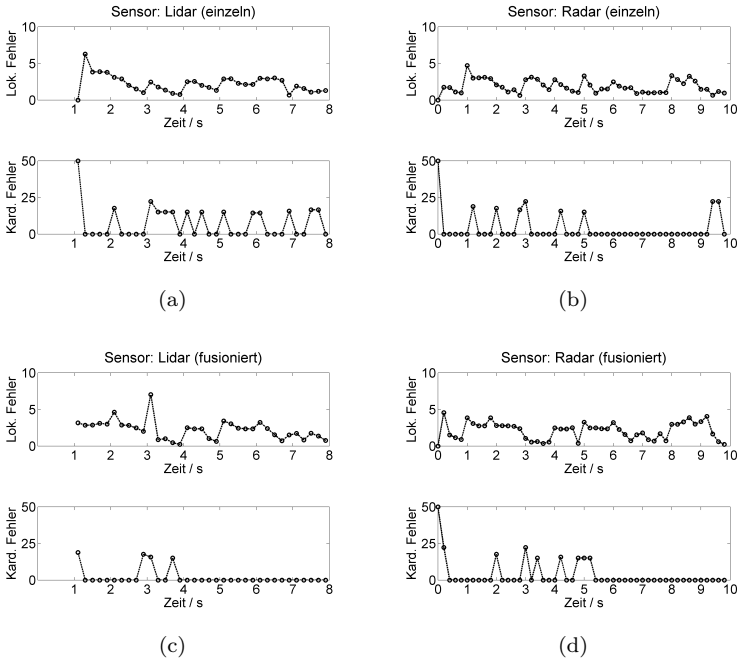 Sensor: Lidar (einzeln)
Lok. Fehler
10
5
0
1 2 3 4 5 6 7 8
Zeit / s
Kard. Fehler
50
25
0
1 2 3 4 5 6 7 8
Zeit / s
(a)
Sensor: Radar (einzeln)
Lok. Fehler
10
5
0
0 1 2 3 4 5 6 7 8 9 10
Zeit / s
Kard. Fehler
50
25
0
0 1 2 3 4 5 6 7 8 9 10
Zeit / s
(b)
Sensor: Lidar (fusioniert)
Lok. Fehler
10
5
0
1 2 3 4 5 6 7 8
Zeit / s
Kard. Fehler
50
25
0
1 2 3 4 5 6 7 8
Zeit / s
(c)
Sensor: Radar (fusioniert)
Lok. Fehler
10
5
0
0 1 2 3 4 5 6 7 8 9 10
Zeit / s
Kard. Fehler
50
25
0
0 1 2 3 4 5 6 7 8 9 10
Zeit / s
(d)